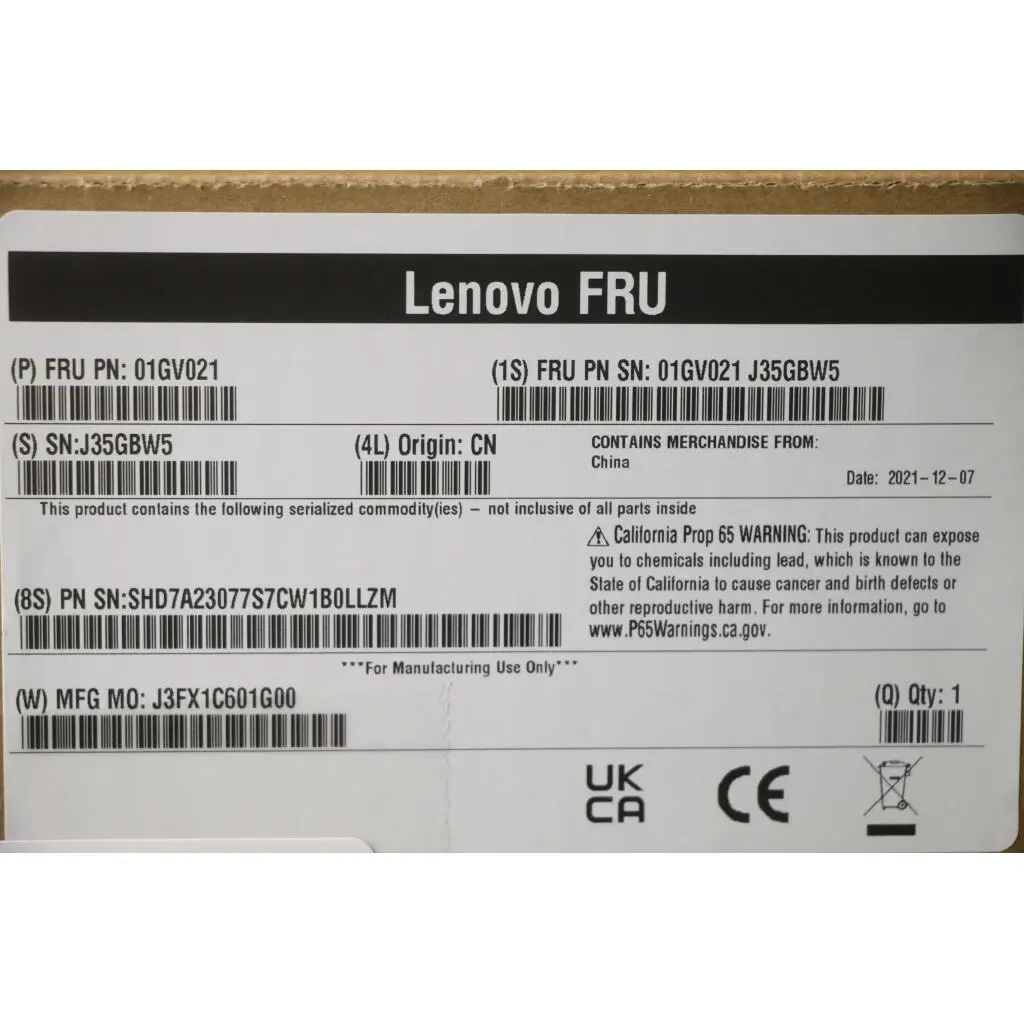 Lenovo FRU
(P) FRU PN: 01GV021
(1S) FRU PN SN: 01GV021 J35GBW5
(S) SN:J35GBW5
(4L) Origin: CN
CONTAINS MERCHANDISE FROM:
China
Date: 2021-12-07
This product contains the following serialized commodity(ies) – not inclusive of all parts inside
⚠ California Prop 65 WARNING: This product can expose
you to chemicals including lead, which is known to the
State of California to cause cancer and birth defects or
other reproductive harm. For more information, go to
www.P65Warnings.ca.gov.
(8S) PN SN:SHD7A23077S7CW1B0LLZM
***For Manufacturing Use Only***
(W) MFG MO: J3FX1C601G00
(Q) Qty: 1
UK
CA
CE